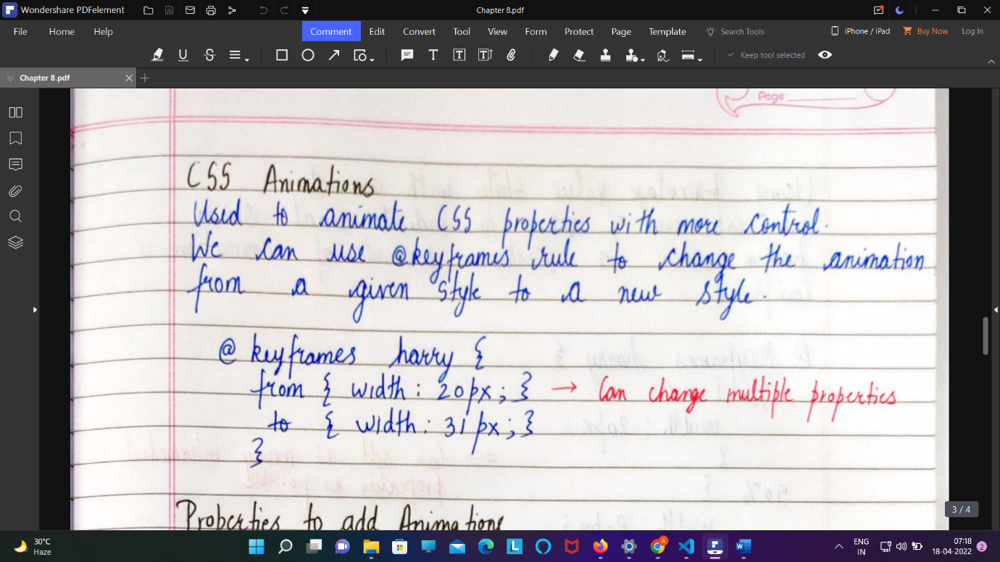 Wondershare PDFelement
Chapter 8.pdf
File Home Help Comment Edit Convert Tool View Form Protect Page Template Search Tools iPhone / iPad Buy Now Log In
Keep tool selected
Chapter 8.pdf
Page
CSS Animations
Used to animate CSS properties with more control.
We can use @keyframes rule to change the animation
from a given style to a new style.
@ keyframes harry {
from { width : 20px ; } → Can change multiple properties
to { width : 31px ; }
}
Properties to add Animations
3 / 4
30°C
Haze
ENG
IN
07:18
18-04-2022
2